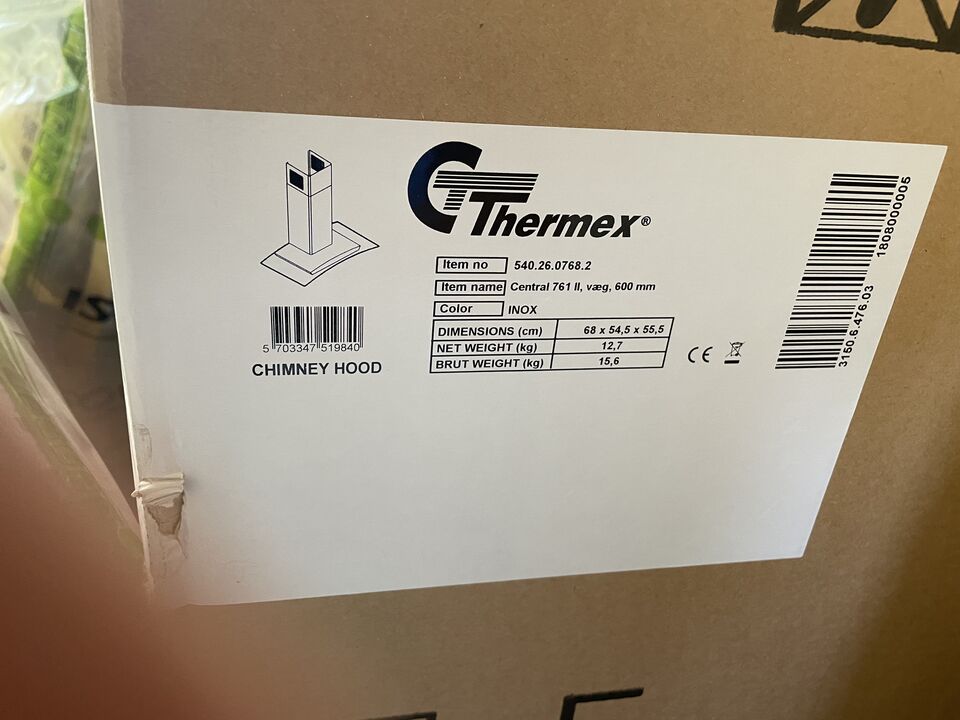 Thermex®
Item no 540.26.0768.2
Item name Central 761 II, væg, 600 mm
Color INOX
DIMENSIONS (cm) 68 x 54,5 x 55,5
NET WEIGHT (kg) 12,7
BRUT WEIGHT (kg) 15,6
CE
5 703347 519840
CHIMNEY HOOD
3150.6.476.03 1808000005
IS